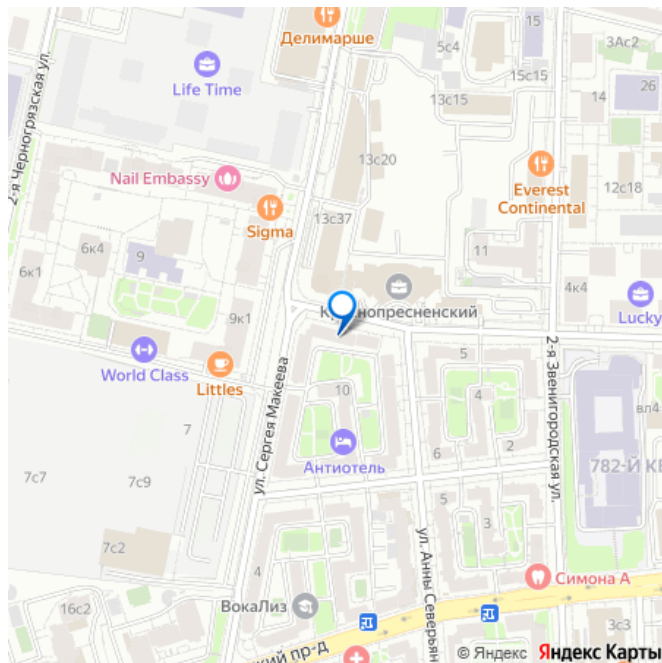 Делимарше
15
3Ас2
5с4
Life Time
15с15
26
13с15
14
2-я Черногрязская ул.
13с20
Nail Embassy
Everest
Continental
12с18
Sigma
13с37
6к4
9
11
6к1
4к4
К
нопресненский
Lucky
9к1
World Class
Littles
5
2-я Звенигородская ул.
10
4
вл4
ул. Сергея Макеева
7
2
Антиотель
6
782-Й КВ
7с7
7с9
5
3
7с2
ул. Анны Северьян
4
Симона А
16с2
ВокаЛиз
3с3
кий пр-д
© Яндекс Яндекс Карты